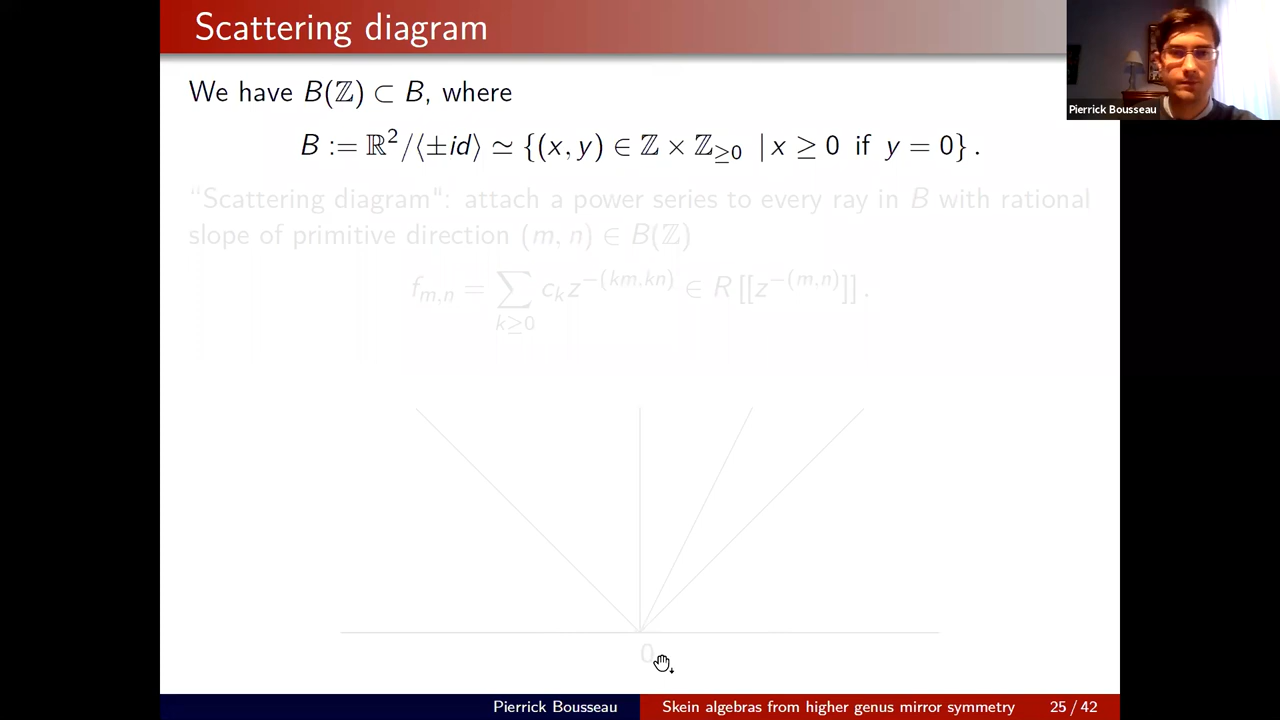 Scattering diagram
Pierrick Bousseau
We have B(ℤ) ⊂ B, where
B := ℝ²/⟨±id⟩ ≃ {(x, y) ∈ ℤ × ℤ≥0 | x ≥ 0 if y = 0} .
“Scattering diagram“: attach a power series to every ray in B with rational
slope of primitive direction (m, n) ∈ B(ℤ)
f_{m,n} = ∑_{k≥0} c_k z^{−(km,kn)} ∈ R [[z^{−(m,n)}]] .
0
Pierrick Bousseau Skein algebras from higher genus mirror symmetry 25 / 42